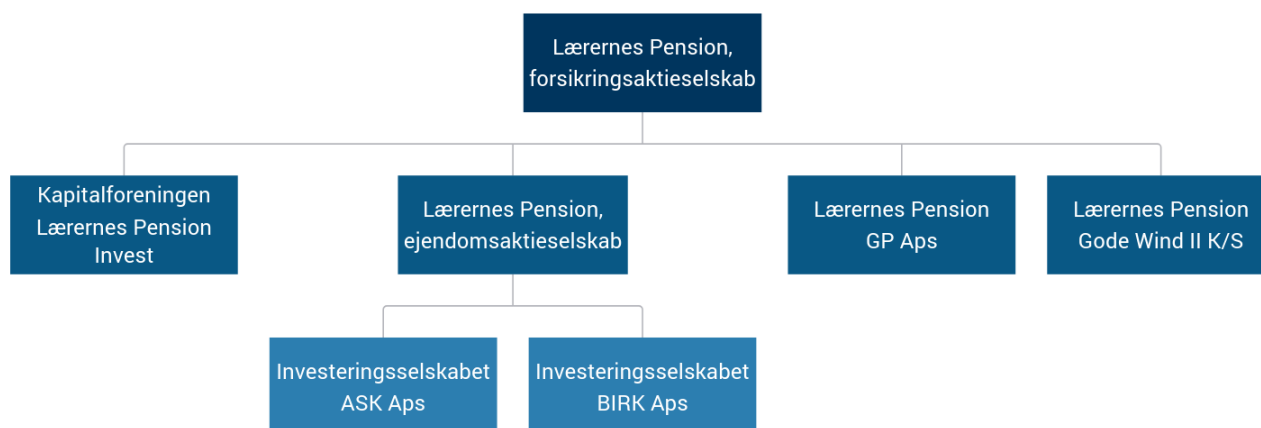 Lærernes Pension,
forsikringsaktieselskab
Kapitalforeningen
Lærernes Pension
Invest
Lærernes Pension,
ejendomsaktieselskab
Lærernes Pension
GP Aps
Lærernes Pension
Gode Wind II K/S
Investeringsselskabet
ASK Aps
Investeringsselskabet
BIRK Aps